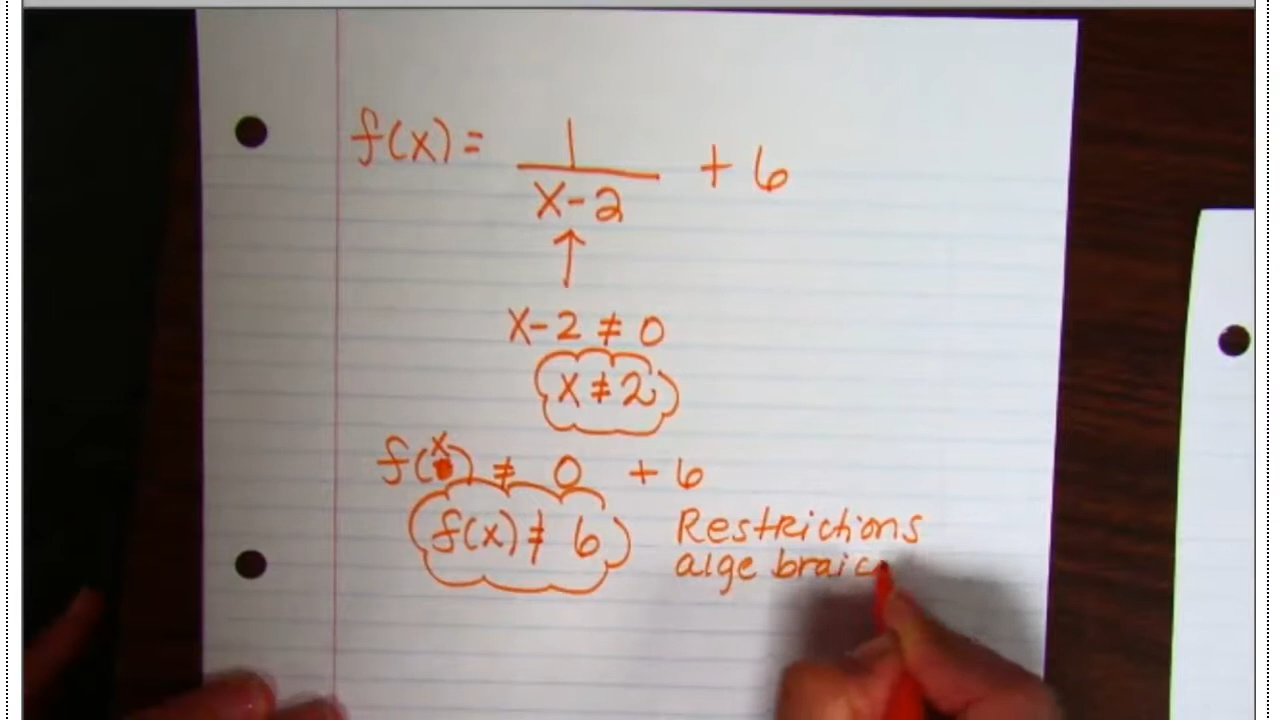 f(x) = 1/(x-2) + 6
↑
x-2 ≠ 0
x ≠ 2
f(x) ≠ 0 + 6
f(x) ≠ 6
Restrictions
algebraic